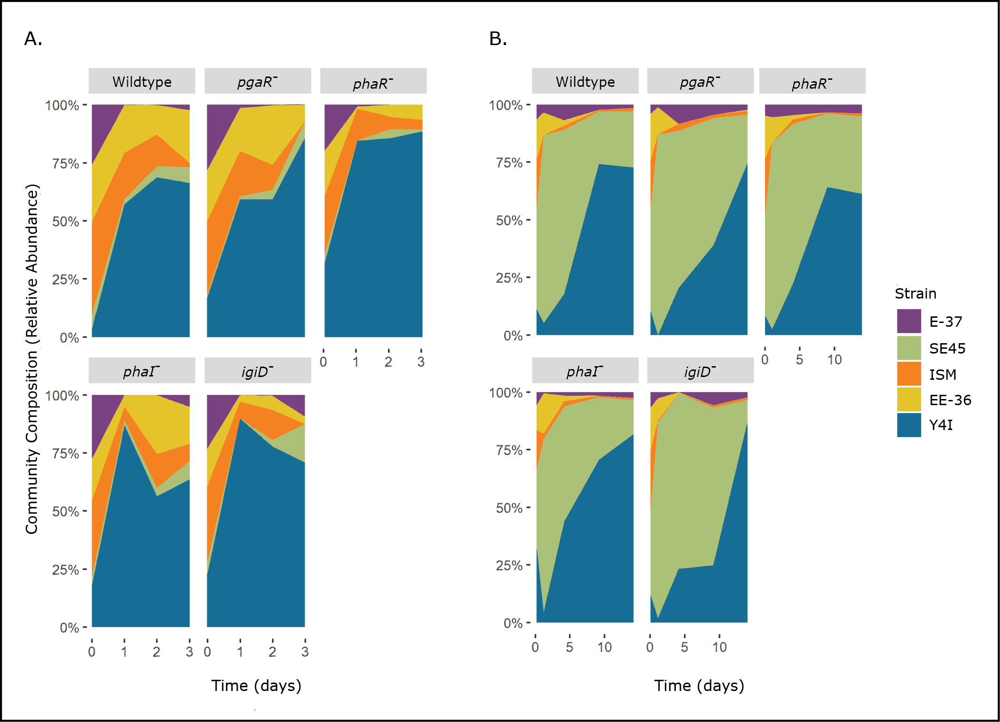 A.
B.
Wildtype
pgaR⁻
phaR⁻
Wildtype
pgaR⁻
phaR⁻
100%
75%
50%
25%
0%
100%
75%
50%
25%
0%
0 1 2 3
0 5 10
phaI⁻
igiD⁻
phaI⁻
igiD⁻
100%
75%
50%
25%
0%
100%
75%
50%
25%
0%
0 1 2 3
0 1 2 3
0 5 10
0 5 10
Community Composition (Relative Abundance)
Time (days)
Time (days)
Strain
E-37
SE45
ISM
EE-36
Y4I